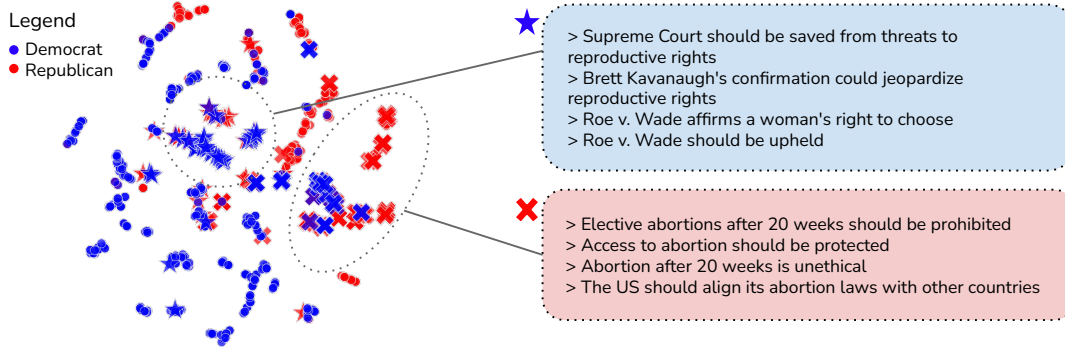 Legend
Democrat
Republican
> Supreme Court should be saved from threats to
reproductive rights
> Brett Kavanaugh's confirmation could jeopardize
reproductive rights
> Roe v. Wade affirms a woman's right to choose
> Roe v. Wade should be upheld
> Elective abortions after 20 weeks should be prohibited
> Access to abortion should be protected
> Abortion after 20 weeks is unethical
> The US should align its abortion laws with other countries